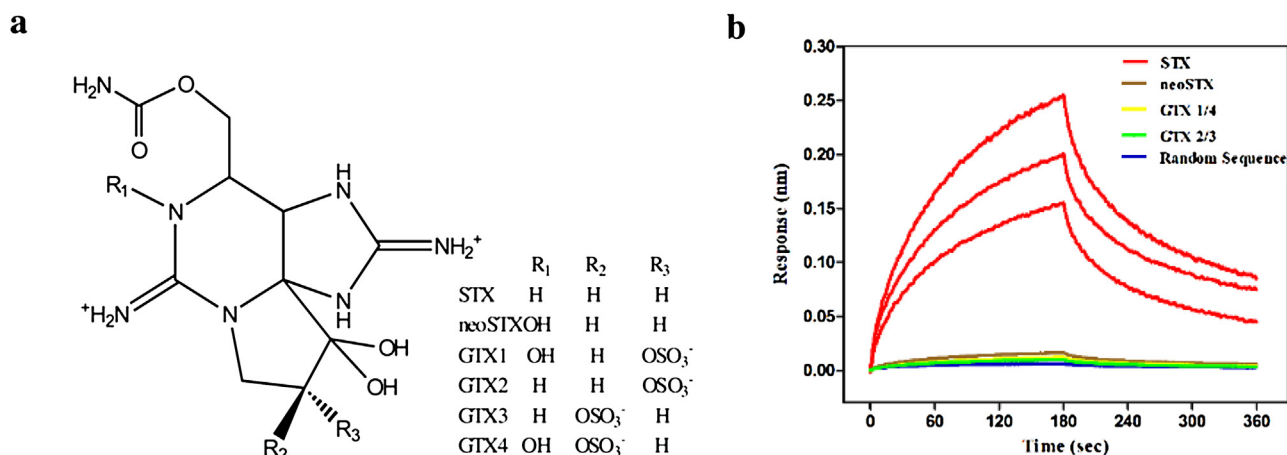 a
H₂N
O
O
R₁
N
H
N
NH₂⁺
⁺H₂N
N
N
H
OH
OH
R₂
R₃
R₁ R₂ R₃
STX H H H
neoSTXOH H H
GTX1 OH H OSO₃⁻
GTX2 H H OSO₃⁻
GTX3 H OSO₃⁻ H
GTX4 OH OSO₃⁻ H
b
0.30
0.25
0.20
0.15
0.10
0.05
0.00
Response (nm)
STX
neoSTX
GTX 1/4
GTX 2/3
Random Sequence
0 60 120 180 240 300 360
Time (sec)